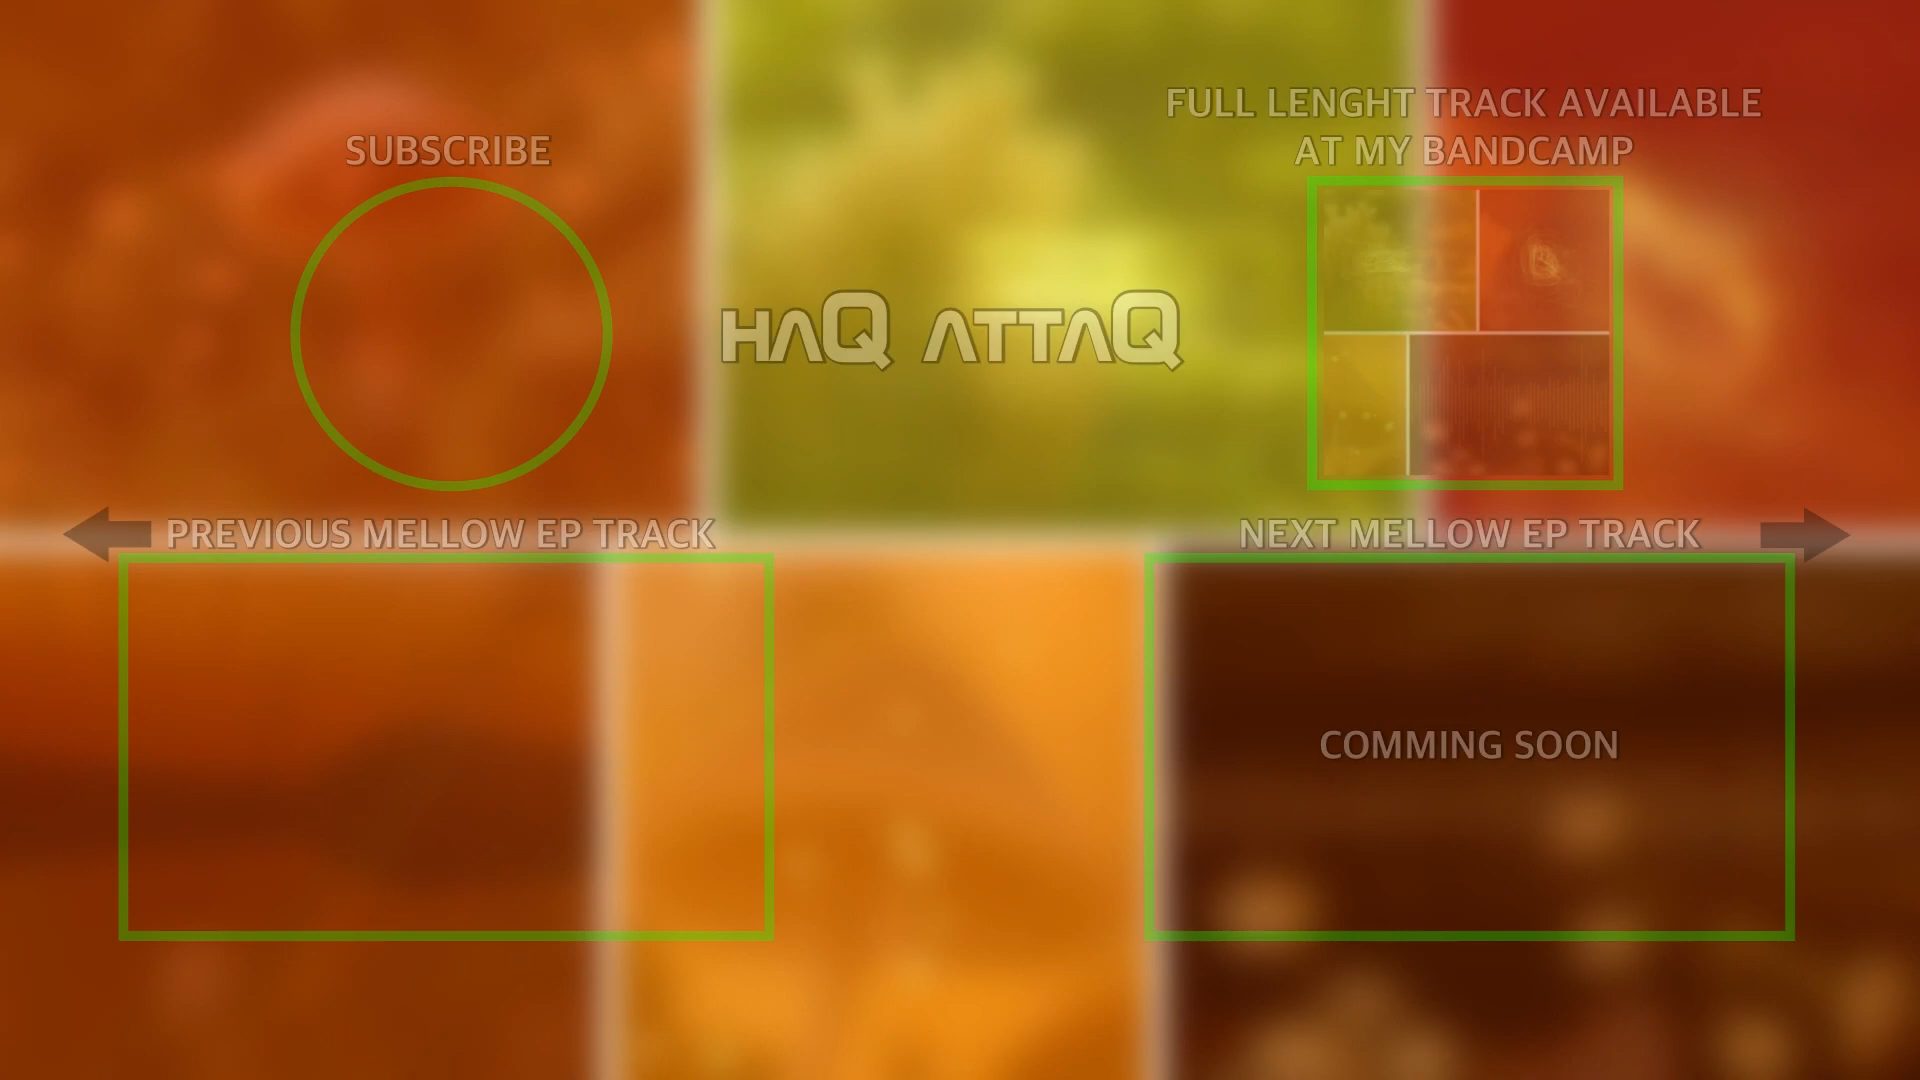 FULL LENGHT TRACK AVAILABLE
AT MY BANDCAMP
SUBSCRIBE
HAQ ATTAQ
PREVIOUS MELLOW EP TRACK
NEXT MELLOW EP TRACK
COMMING SOON